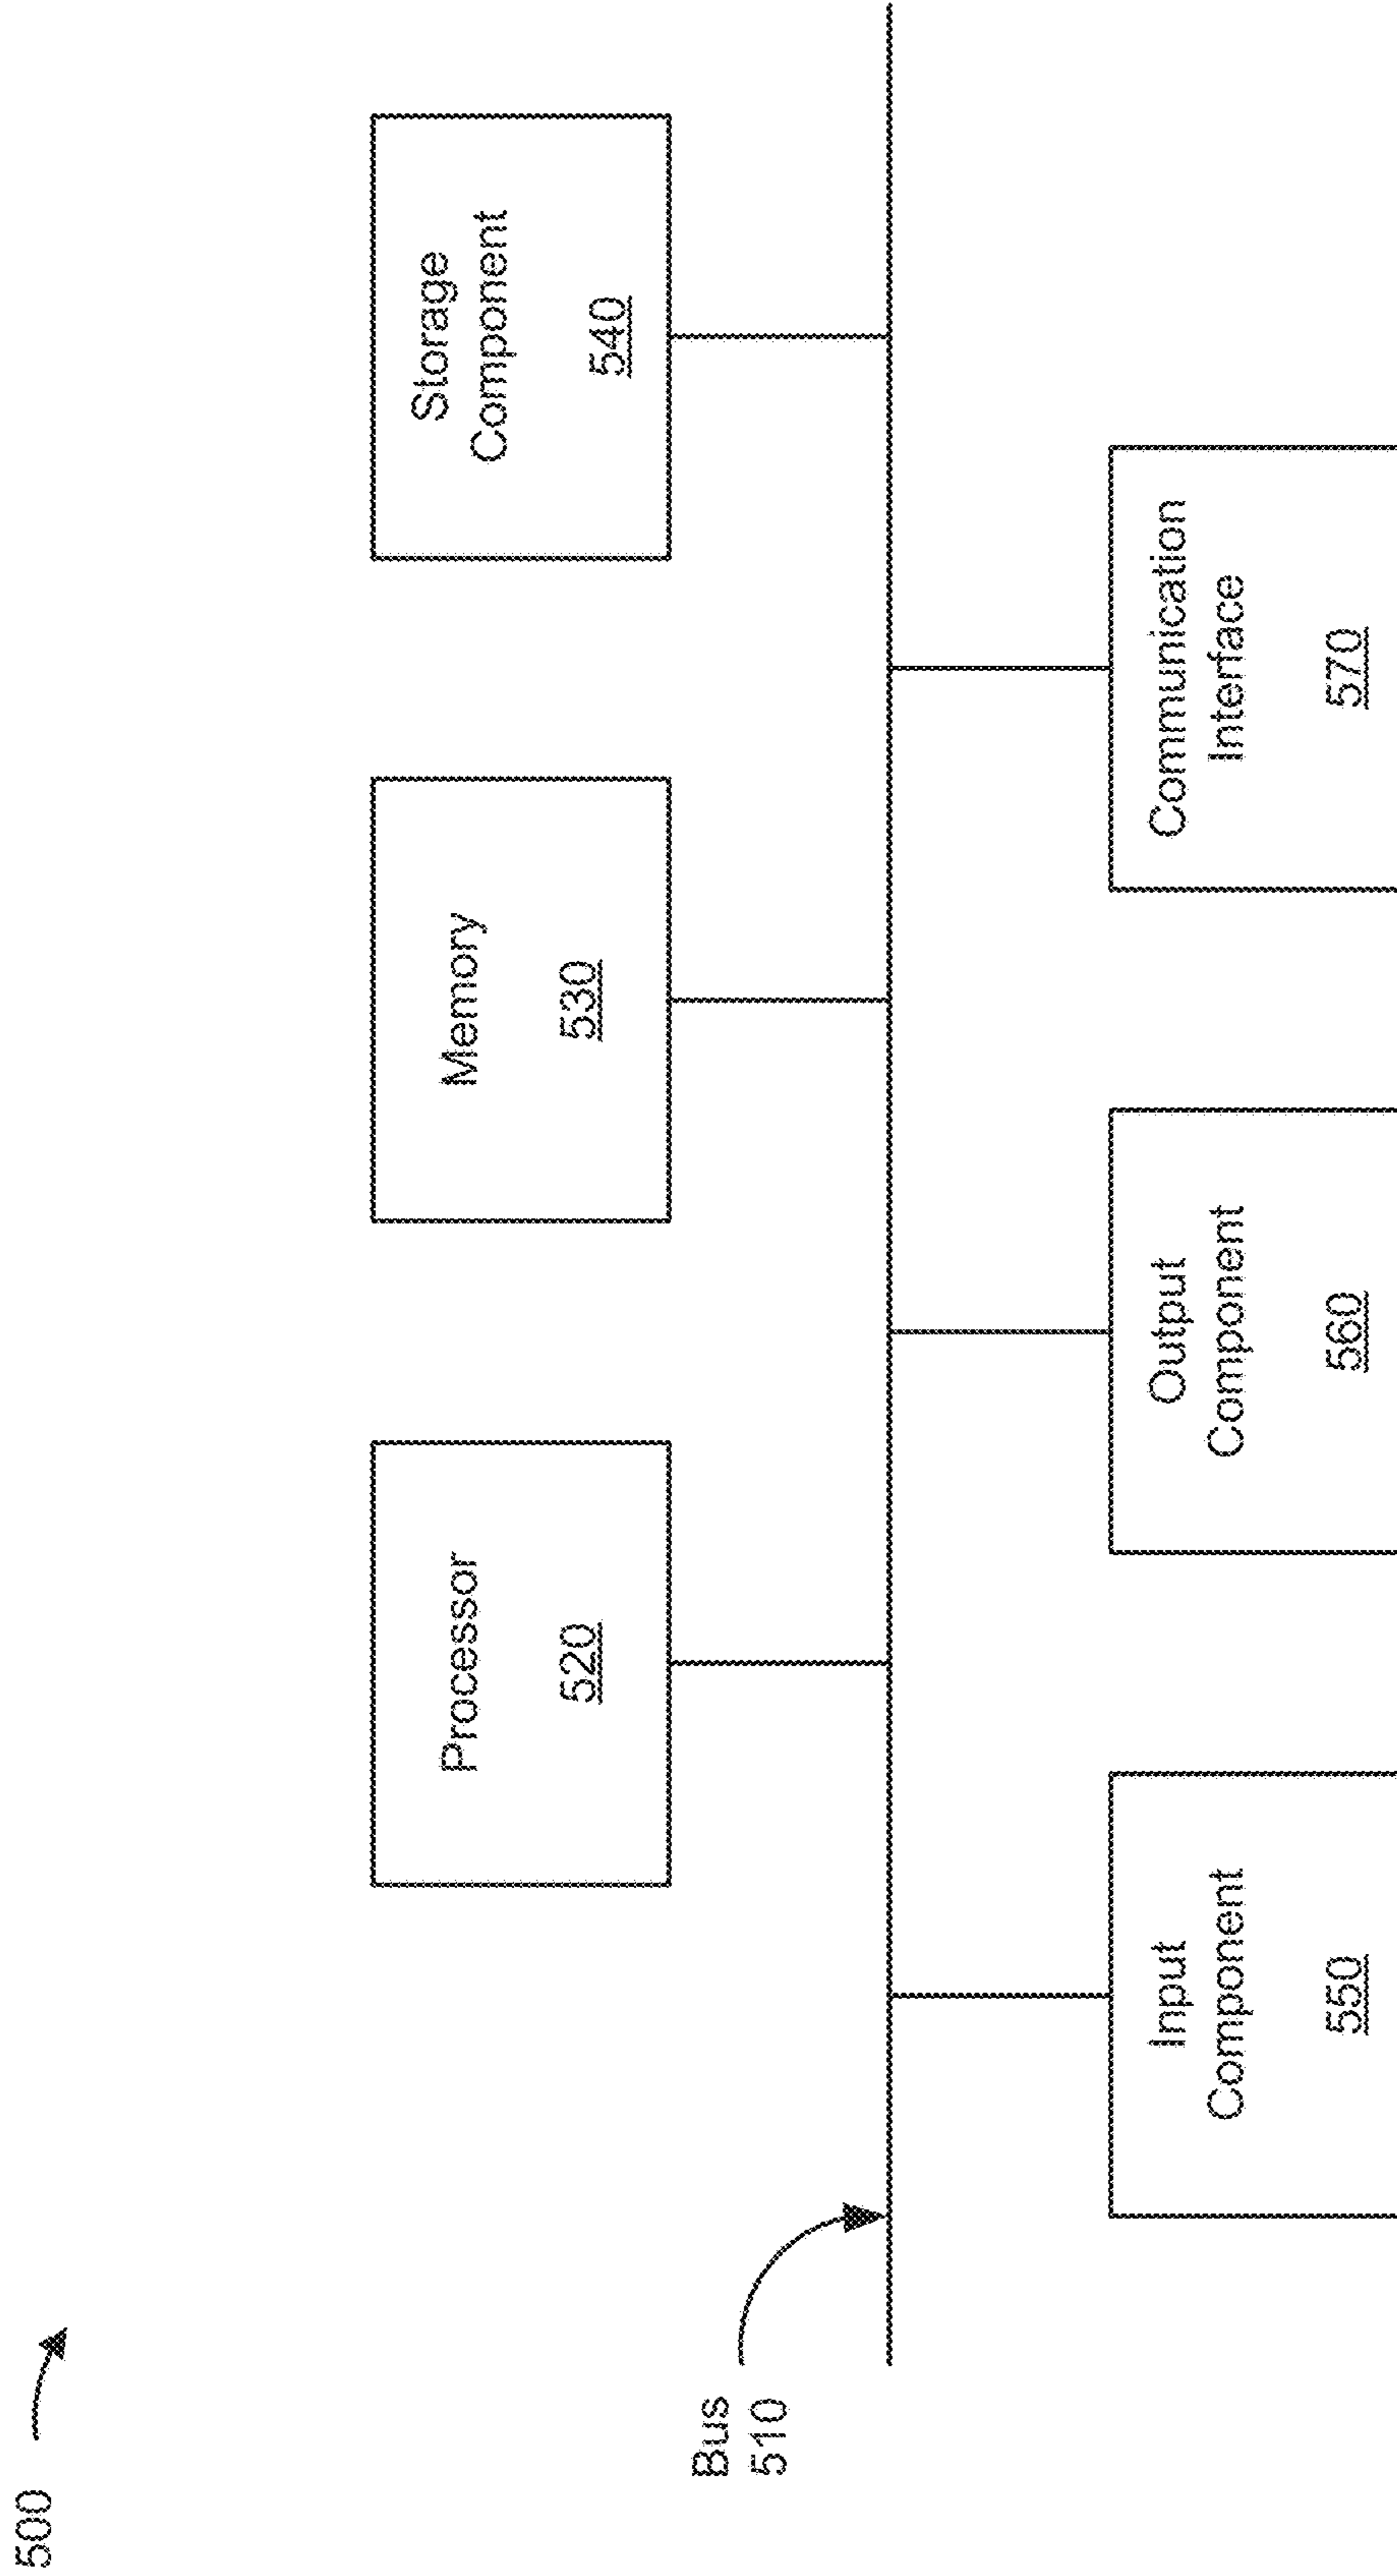 500
Processor
520
Memory
530
Storage
Component
540
Bus
510
Input
Component
550
Output
Component
560
Communication
Interface
570